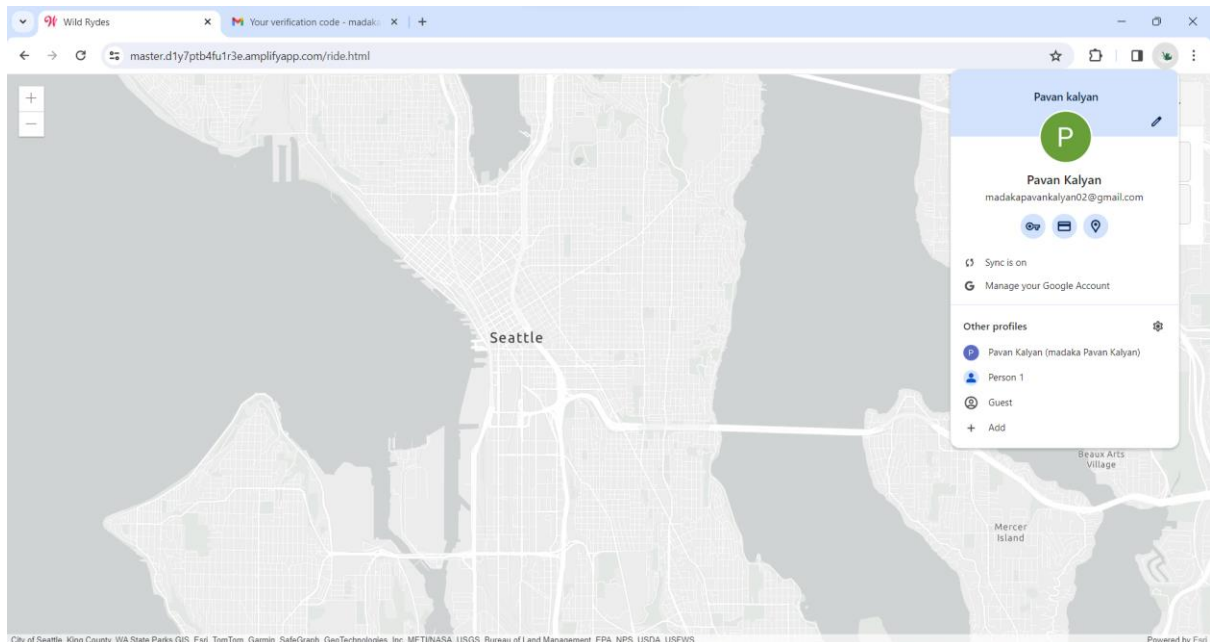 Wild Rydes
Your verification code - madaka
master.d1y7ptb4fu1r3e.amplifyapp.com/ride.html
Pavan kalyan
P
Pavan Kalyan
madakapavankalyan02@gmail.com
Sync is on
G Manage your Google Account
Other profiles
P Pavan Kalyan (madaka Pavan Kalyan)
Person 1
Guest
+ Add
Seattle
Beaux Arts
Village
Mercer
Island
City of Seattle, King County, WA State Parks GIS, Esri, TomTom, Garmin, SafeGraph, GeoTechnologies, Inc, METI/NASA, USGS, Bureau of Land Management, EPA, NPS, USDA, USFWS
Powered by Esri